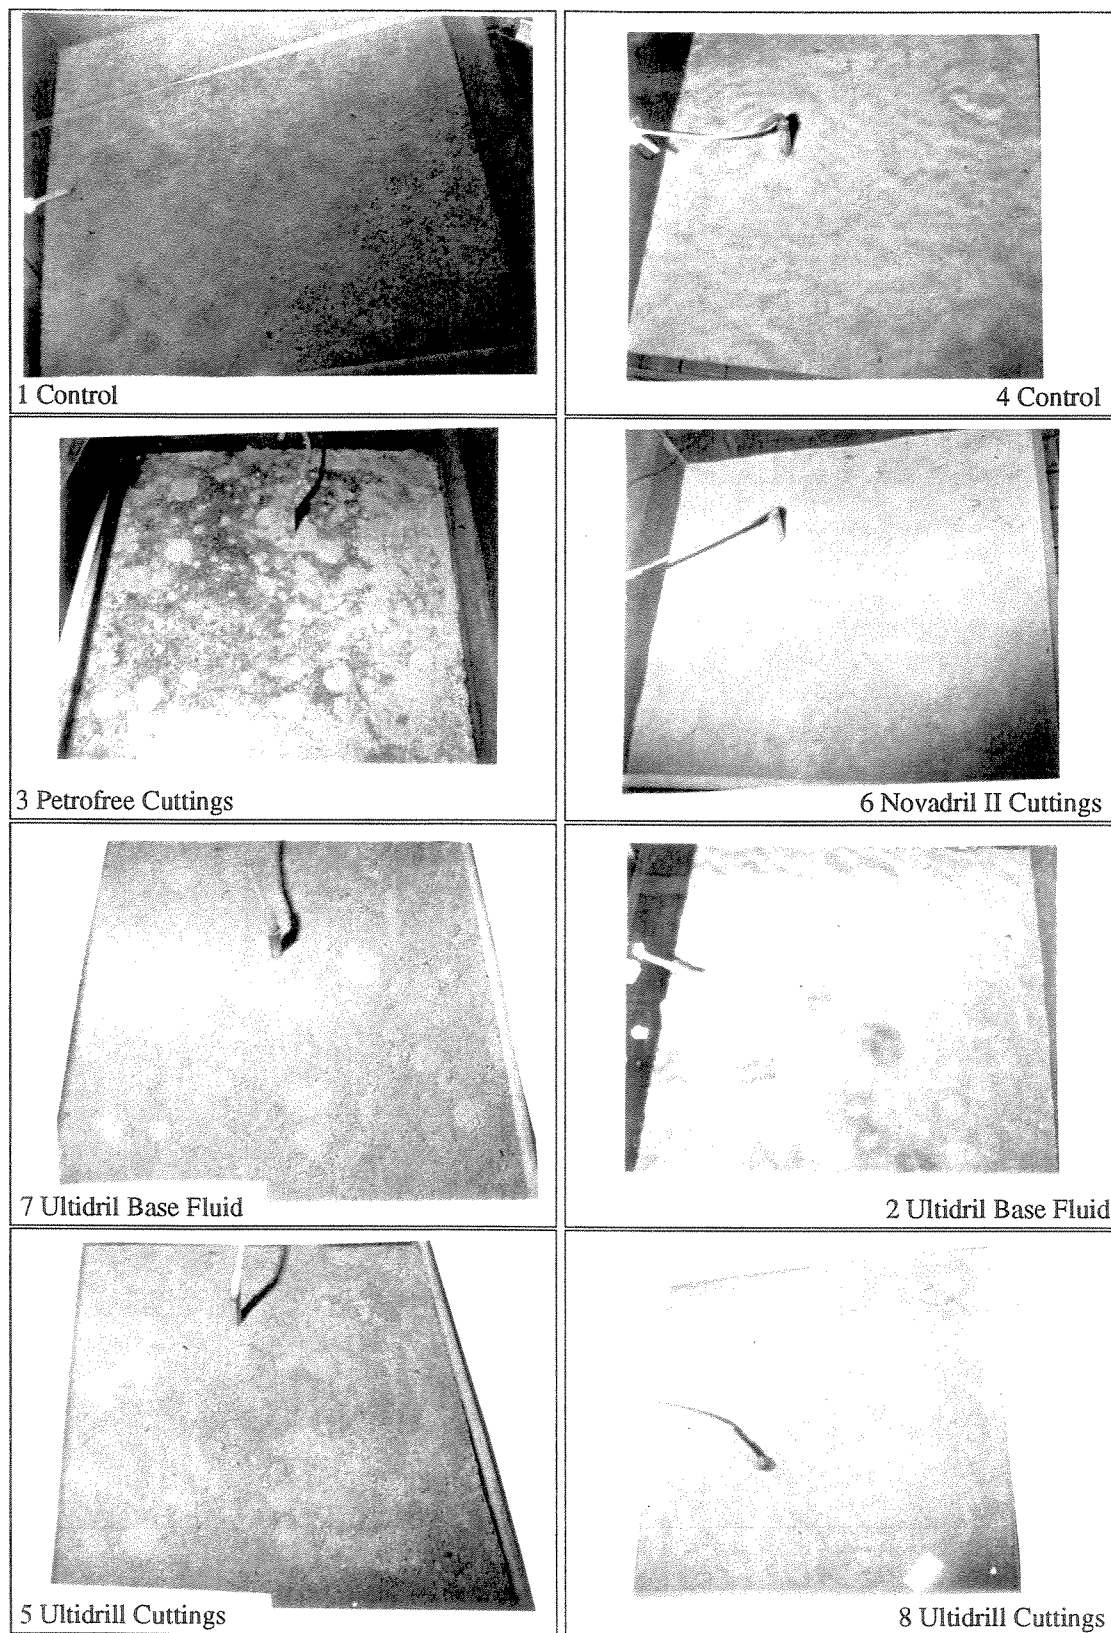 1 Control
4 Control
3 Petrofree Cuttings
6 Novadril II Cuttings
7 Ultidril Base Fluid
2 Ultidril Base Fluid
5 Ultidrill Cuttings
8 Ultidrill Cuttings